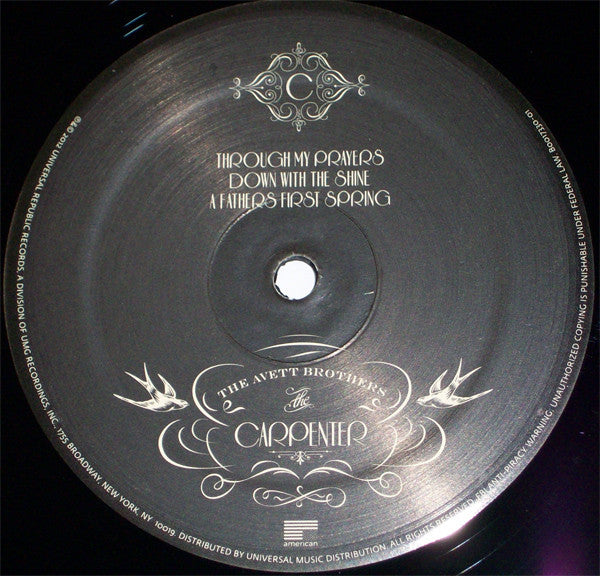 C
THROUGH MY PRAYERS
DOWN WITH THE SHINE
A FATHERS FIRST SPRING
THE AVETT BROTHERS
The
CARPENTER
american
℗© 2012 UNIVERSAL REPUBLIC RECORDS, A DIVISION OF UMG RECORDINGS, INC., 1755 BROADWAY, NEW YORK, NY 10019. DISTRIBUTED BY UNIVERSAL MUSIC DISTRIBUTION. ALL RIGHTS RESERVED. FBI ANTI-PIRACY WARNING: UNAUTHORIZED COPYING IS PUNISHABLE UNDER FEDERAL LAW. B0017330-01